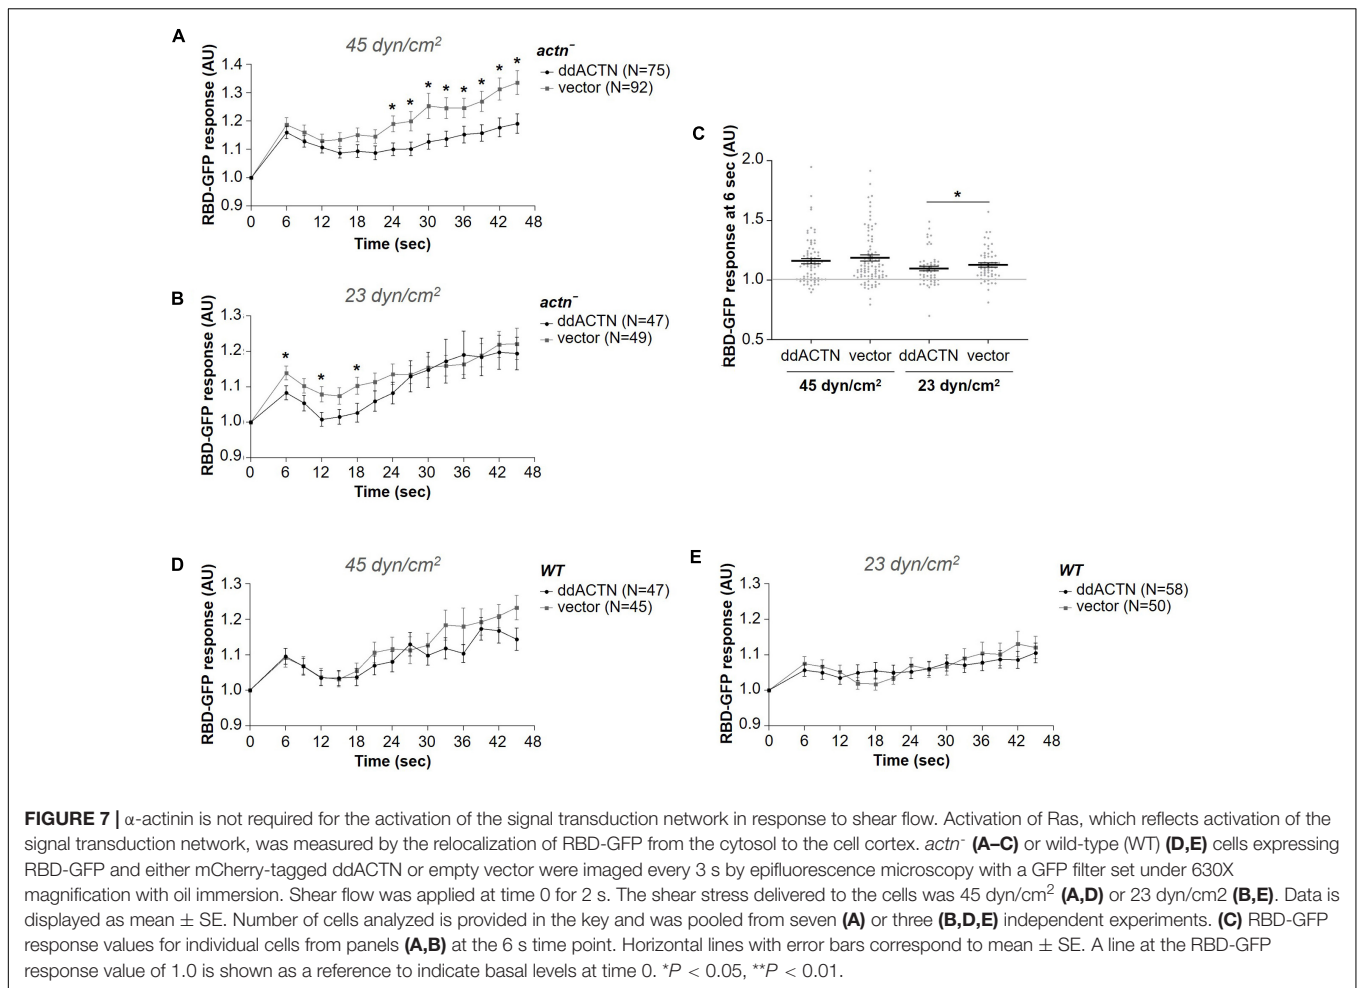 A
45 dyn/cm²
actn⁻
ddACTN (N=75)
vector (N=92)
RBD-GFP response (AU)
1.4
1.3
1.2
1.1
1.0
0.9
* * * * * * * *
0 6 12 18 24 30 36 42 48
Time (sec)
B
23 dyn/cm²
actn⁻
ddACTN (N=47)
vector (N=49)
RBD-GFP response (AU)
1.3
1.2
1.1
1.0
0.9
* * *
0 6 12 18 24 30 36 42 48
Time (sec)
C
RBD-GFP response at 6 sec (AU)
2.0
1.5
1.0
0.5
*
ddACTN vector ddACTN vector
45 dyn/cm² 23 dyn/cm²
D
45 dyn/cm²
WT
ddACTN (N=47)
vector (N=45)
RBD-GFP response (AU)
1.3
1.2
1.1
1.0
0.9
0 6 12 18 24 30 36 42 48
Time (sec)
E
23 dyn/cm²
WT
ddACTN (N=58)
vector (N=50)
RBD-GFP response (AU)
1.3
1.2
1.1
1.0
0.9
0 6 12 18 24 30 36 42 48
Time (sec)
FIGURE 7 | α-actinin is not required for the activation of the signal transduction network in response to shear flow. Activation of Ras, which reflects activation of the
signal transduction network, was measured by the relocalization of RBD-GFP from the cytosol to the cell cortex. actn⁻ (A–C) or wild-type (WT) (D,E) cells expressing
RBD-GFP and either mCherry-tagged ddACTN or empty vector were imaged every 3 s by epifluorescence microscopy with a GFP filter set under 630X
magnification with oil immersion. Shear flow was applied at time 0 for 2 s. The shear stress delivered to the cells was 45 dyn/cm² (A,D) or 23 dyn/cm2 (B,E). Data is
displayed as mean ± SE. Number of cells analyzed is provided in the key and was pooled from seven (A) or three (B,D,E) independent experiments. (C) RBD-GFP
response values for individual cells from panels (A,B) at the 6 s time point. Horizontal lines with error bars correspond to mean ± SE. A line at the RBD-GFP
response value of 1.0 is shown as a reference to indicate basal levels at time 0. *P < 0.05, **P < 0.01.